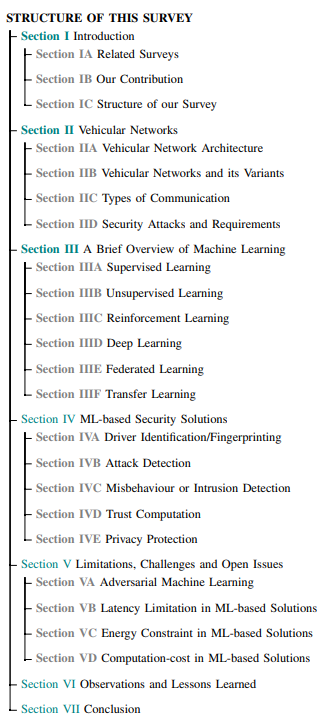 STRUCTURE OF THIS SURVEY
Section I Introduction
Section IA Related Surveys
Section IB Our Contribution
Section IC Structure of our Survey
Section II Vehicular Networks
Section IIA Vehicular Network Architecture
Section IIB Vehicular Networks and its Variants
Section IIC Types of Communication
Section IID Security Attacks and Requirements
Section III A Brief Overview of Machine Learning
Section IIIA Supervised Learning
Section IIIB Unsupervised Learning
Section IIIC Reinforcement Learning
Section IIID Deep Learning
Section IIIE Federated Learning
Section IIIF Transfer Learning
Section IV ML-based Security Solutions
Section IVA Driver Identification/Fingerprinting
Section IVB Attack Detection
Section IVC Misbehaviour or Intrusion Detection
Section IVD Trust Computation
Section IVE Privacy Protection
Section V Limitations, Challenges and Open Issues
Section VA Adversarial Machine Learning
Section VB Latency Limitation in ML-based Solutions
Section VC Energy Constraint in ML-based Solutions
Section VD Computation-cost in ML-based Solutions
Section VI Observations and Lessons Learned
Section VII Conclusion